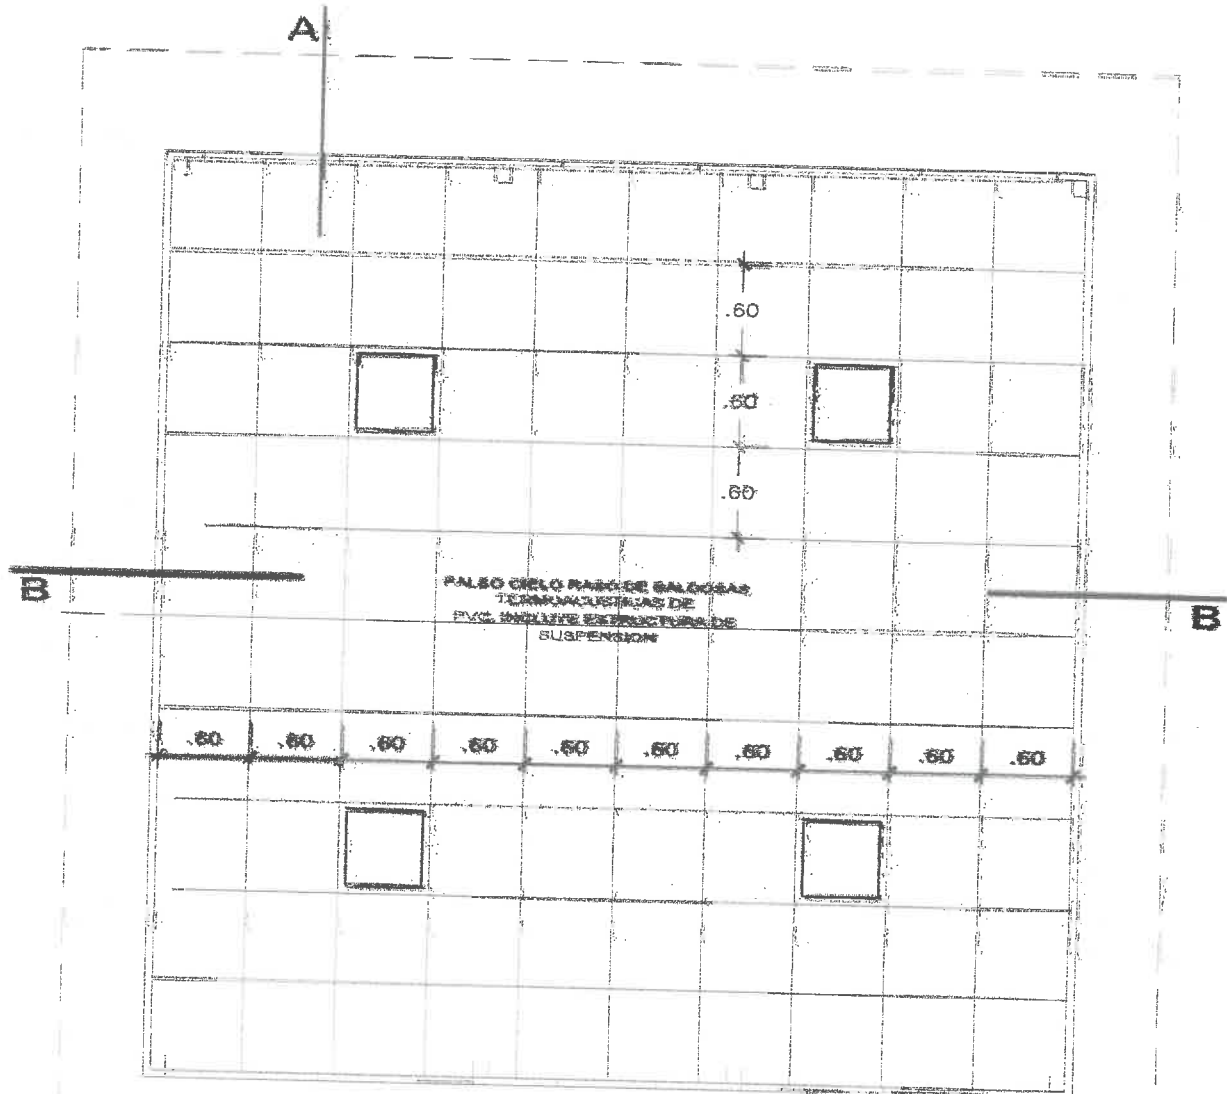 A
.60
.60
.60
B
FALSO CIELO RASO DE BALDOSAS
TERMOACUSTICAS DE
PVC. INCLUYE ESTRUCTURA DE
SUSPENSION
B
.60 .60 .60 .60 .60 .60 .60 .60 .60 .60